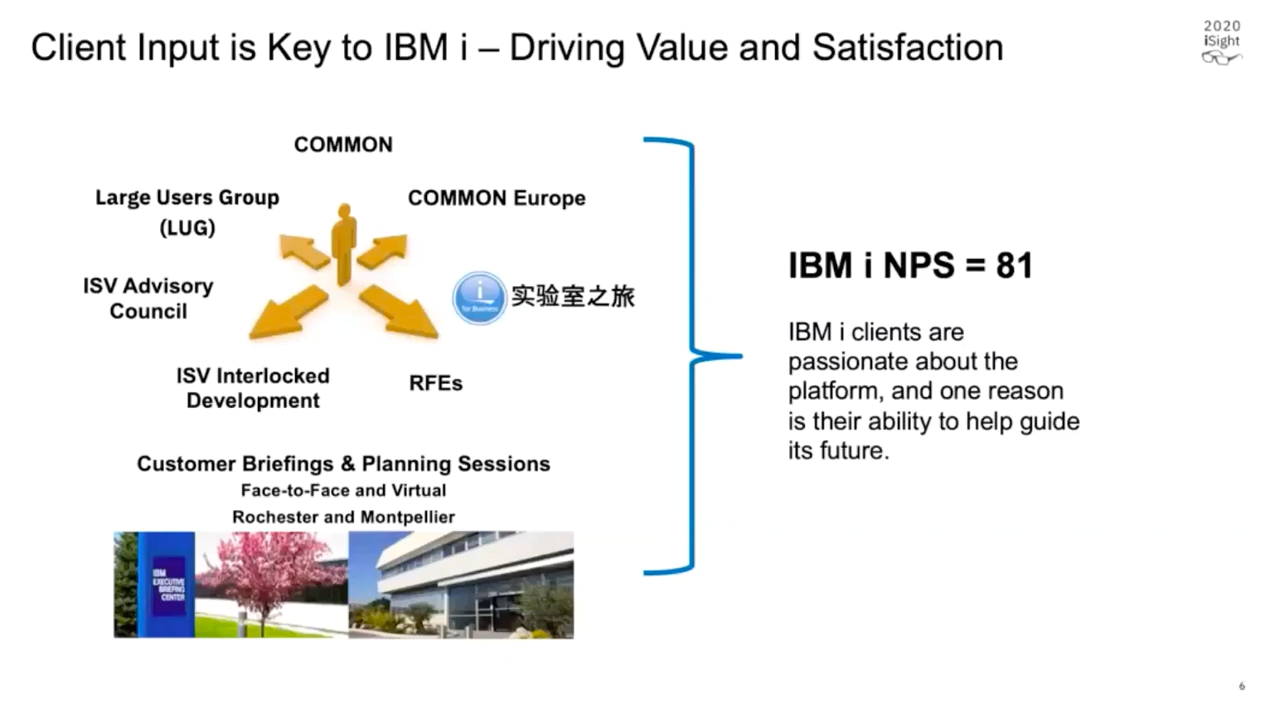 Client Input is Key to IBM i – Driving Value and Satisfaction
2020
iSight
COMMON
Large Users Group
(LUG)
COMMON Europe
ISV Advisory
Council
i
for Business
实验室之旅
ISV Interlocked
Development
RFEs
Customer Briefings & Planning Sessions
Face-to-Face and Virtual
Rochester and Montpellier
IBM
EXECUTIVE
BRIEFING
CENTER
IBM i NPS = 81
IBM i clients are
passionate about the
platform, and one reason
is their ability to help guide
its future.
6